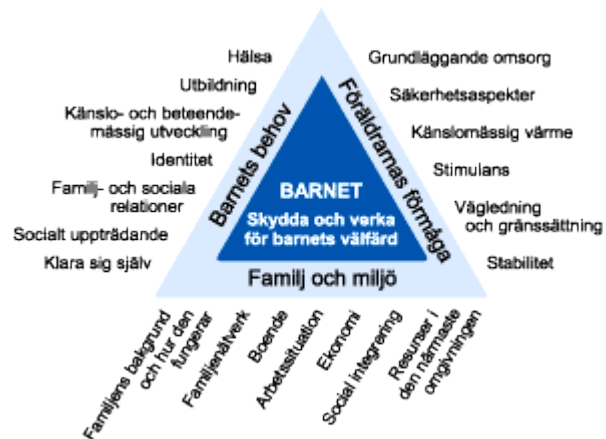 Hälsa
Utbildning
Känslo- och beteende-
mässig utveckling
Identitet
Familj- och sociala
relationer
Socialt uppträdande
Klara sig själv
Barnets behov
BARNET
Skydda och verka
för barnets välfärd
Föräldrarnas förmåga
Grundläggande omsorg
Säkerhetsaspekter
Känslomässig värme
Stimulans
Vägledning
och gränssättning
Stabilitet
Familj och miljö
Familjens bakgrund
och hur den
fungerar
Familjenätverk
Boende
Arbetssituation
Ekonomi
Social integrering
Resurser i
den närmaste
omgivningen